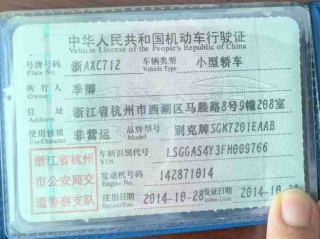 中华人民共和国机动车行驶证
Vehicle License of the People's Republic of China
号牌号码 浙AXC712 车辆类型 小型轿车
Plate No. Vehicle Type
所有人 季卿
Owner
住址 浙江省杭州市西湖区马塍路8号9幢208室
Address
使用性质 非营运 品牌型号 别克牌SGM7201EAAB
Use Character Model
浙江省杭州
市公安局交
通警察支队
车辆识别代号 LSGGA54Y3FH009766
VIN
发动机号码 142871014
Engine No.
注册日期 2014-10-28 发证日期 2014-10-28
Register Date Issue Date